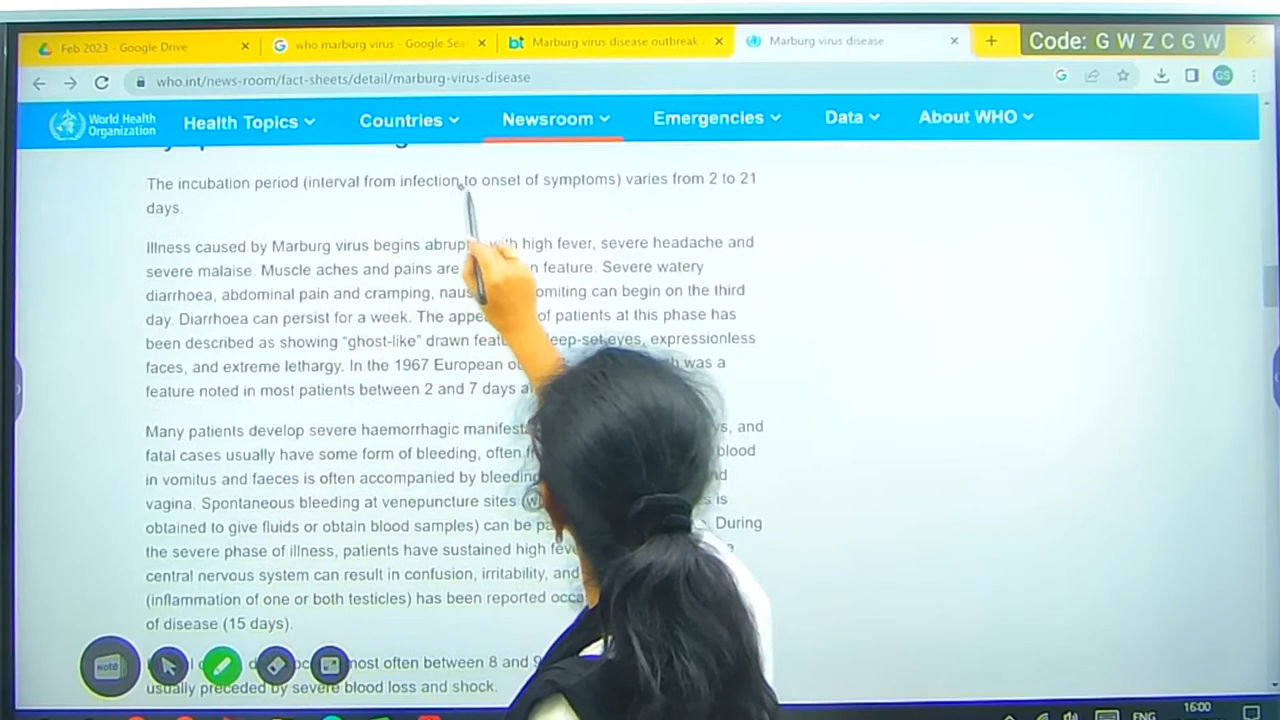 Feb 2023 - Google Drive
who marburg virus - Google Sea
Marburg virus disease outbreak
Marburg virus disease
Code: G W Z C G W
who.int/news-room/fact-sheets/detail/marburg-virus-disease
GS
World Health Organization
Health Topics
Countries
Newsroom
Emergencies
Data
About WHO
The incubation period (interval from infection to onset of symptoms) varies from 2 to 21
days.
Illness caused by Marburg virus begins abrup with high fever, severe headache and
severe malaise. Muscle aches and pains are n feature. Severe watery
diarrhoea, abdominal pain and cramping, naus omiting can begin on the third
day. Diarrhoea can persist for a week. The appe of patients at this phase has
been described as showing “ghost-like” drawn feat eep-set eyes, expressionless
faces, and extreme lethargy. In the 1967 European o was a
feature noted in most patients between 2 and 7 days a
Many patients develop severe haemorrhagic manifest s, and
fatal cases usually have some form of bleeding, often blood
in vomitus and faeces is often accompanied by bleeding nd
vagina. Spontaneous bleeding at venepuncture sites (w s is
obtained to give fluids or obtain blood samples) can be pa During
the severe phase of illness, patients have sustained high feve
central nervous system can result in confusion, irritability, and
(inflammation of one or both testicles) has been reported occa
of disease (15 days).
most often between 8 and 9
usually preceded by severe blood loss and shock.
Note
ENG
16:00